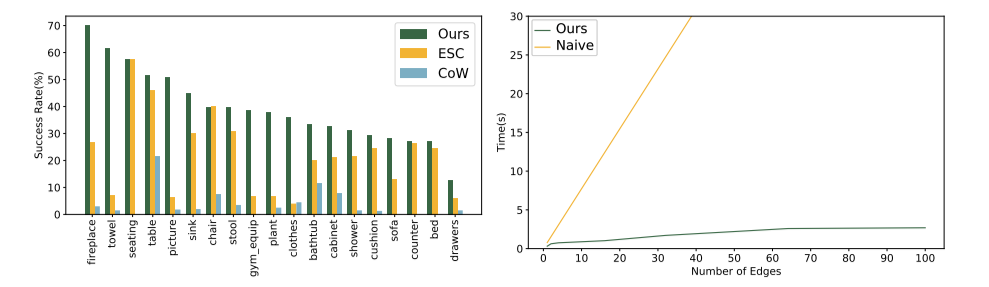 Success Rate(%)
70
60
50
40
30
20
10
0
Ours
ESC
CoW
fireplace
towel
seating
table
picture
sink
chair
stool
gym_equip
plant
clothes
bathtub
cabinet
shower
cushion
sofa
counter
bed
drawers
Time(s)
30
25
20
15
10
5
0
Ours
Naive
0 10 20 30 40 50 60 70 80 90 100
Number of Edges